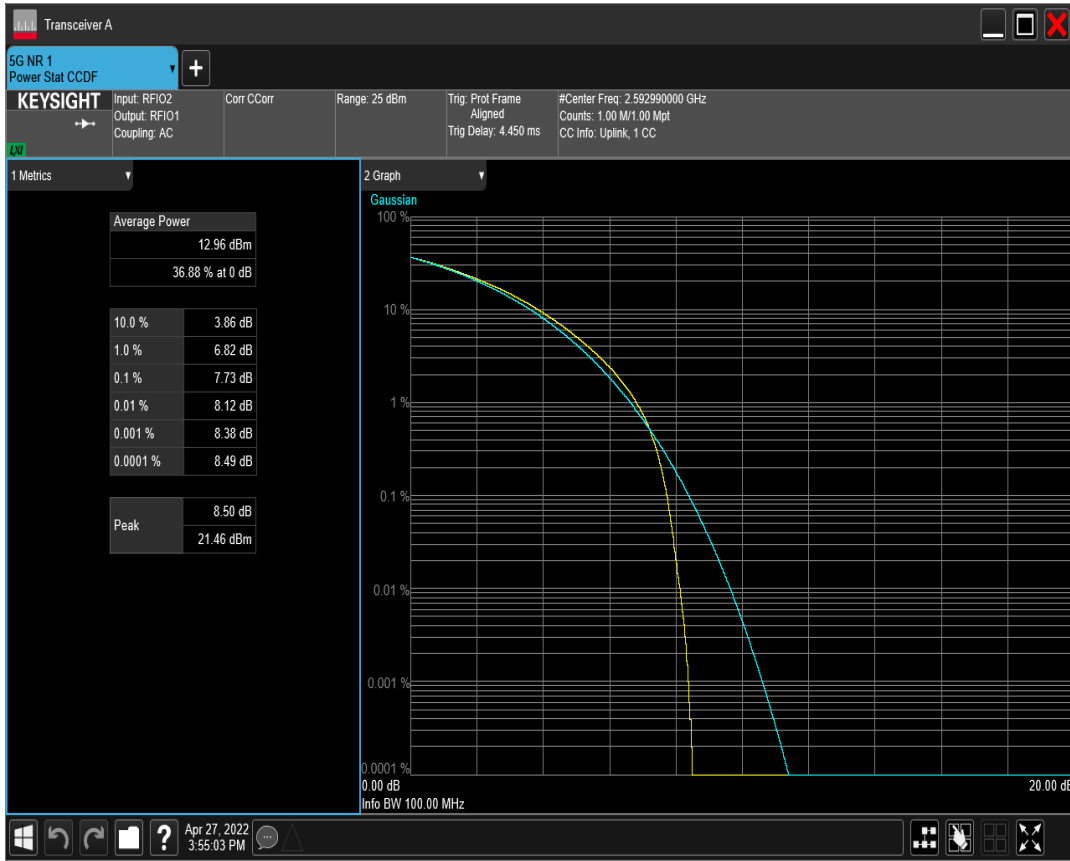 Transceiver A
5G NR 1
Power Stat CCDF
KEYSIGHT
LXI
Input: RFIO2
Output: RFIO1
Coupling: AC
Corr CCorr
Range: 25 dBm
Trig: Prot Frame
Aligned
Trig Delay: 4.450 ms
#Center Freq: 2.592990000 GHz
Counts: 1.00 M/1.00 Mpt
CC Info: Uplink, 1 CC
1 Metrics
Average Power
12.96 dBm
36.88 % at 0 dB
10.0 % 3.86 dB
1.0 % 6.82 dB
0.1 % 7.73 dB
0.01 % 8.12 dB
0.001 % 8.38 dB
0.0001 % 8.49 dB
Peak
8.50 dB
21.46 dBm
2 Graph
Gaussian
100 %
10 %
1 %
0.1 %
0.01 %
0.001 %
0.0001 %
0.00 dB 20.00 dB
Info BW 100.00 MHz
? Apr 27, 2022
3:55:03 PM